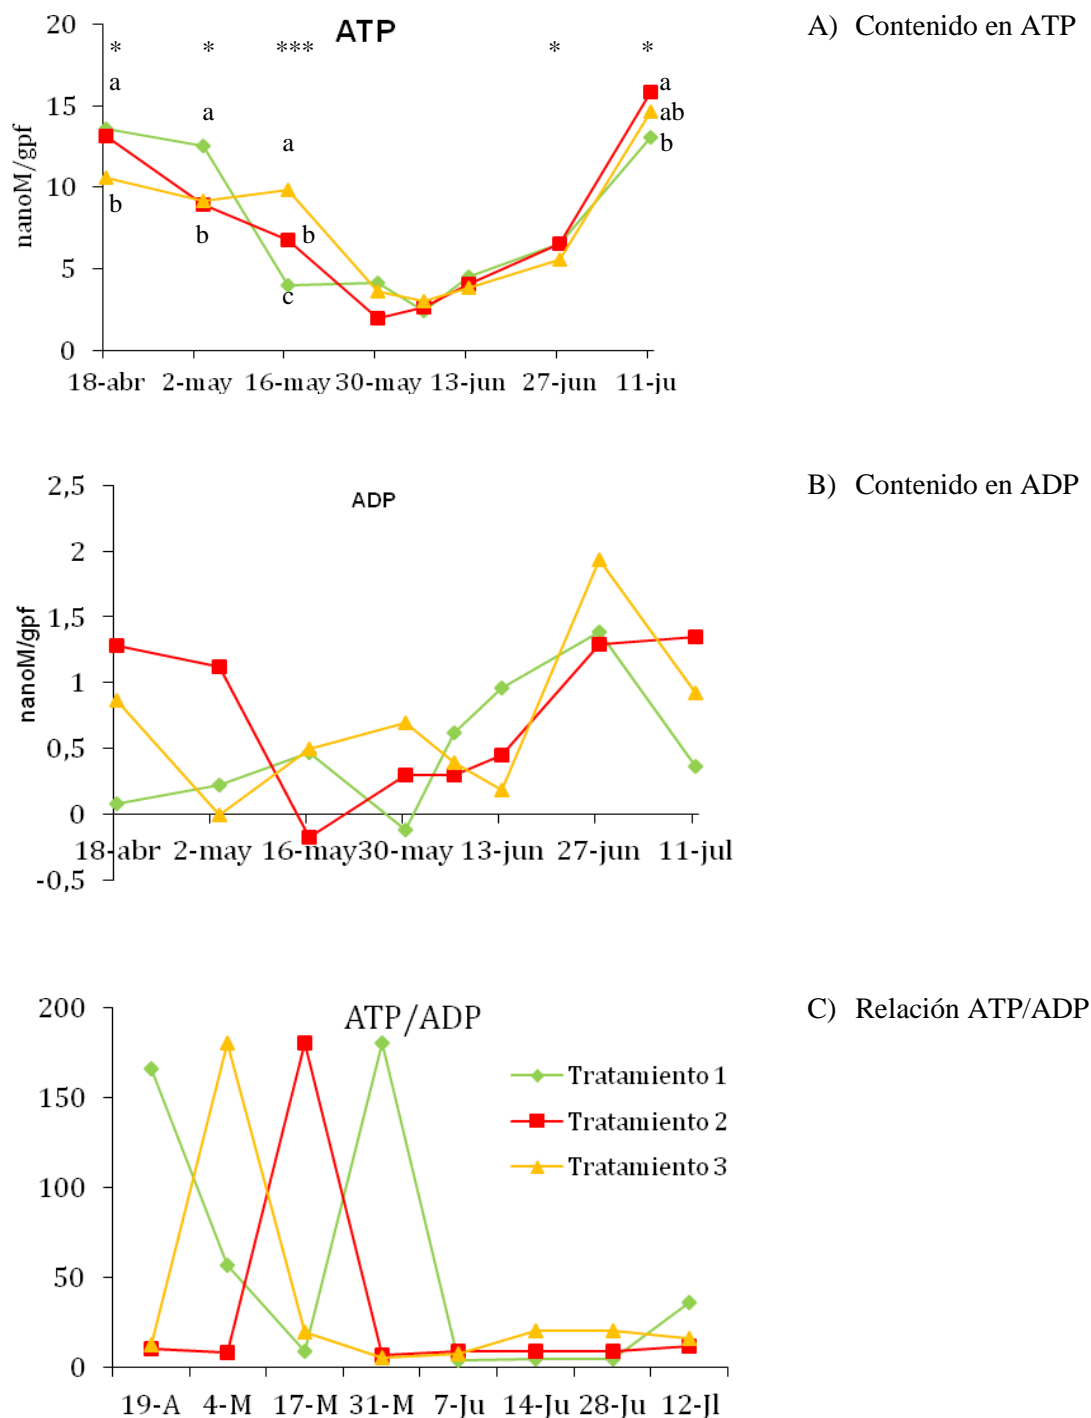 A) Contenido en ATP
ATP
nanoM/gpf
20
15
10
5
0
* * *** * *
a
a
a
a
ab
b
b
b
b
c
18-abr 2-may 16-may 30-may 13-jun 27-jun 11-ju
B) Contenido en ADP
ADP
nanoM/gpf
2,5
2
1,5
1
0,5
0
-0,5
18-abr 2-may 16-may 30-may 13-jun 27-jun 11-jul
C) Relación ATP/ADP
ATP/ADP
200
150
100
50
0
Tratamiento 1
Tratamiento 2
Tratamiento 3
19-A 4-M 17-M 31-M 7-Ju 14-Ju 28-Ju 12-Jl